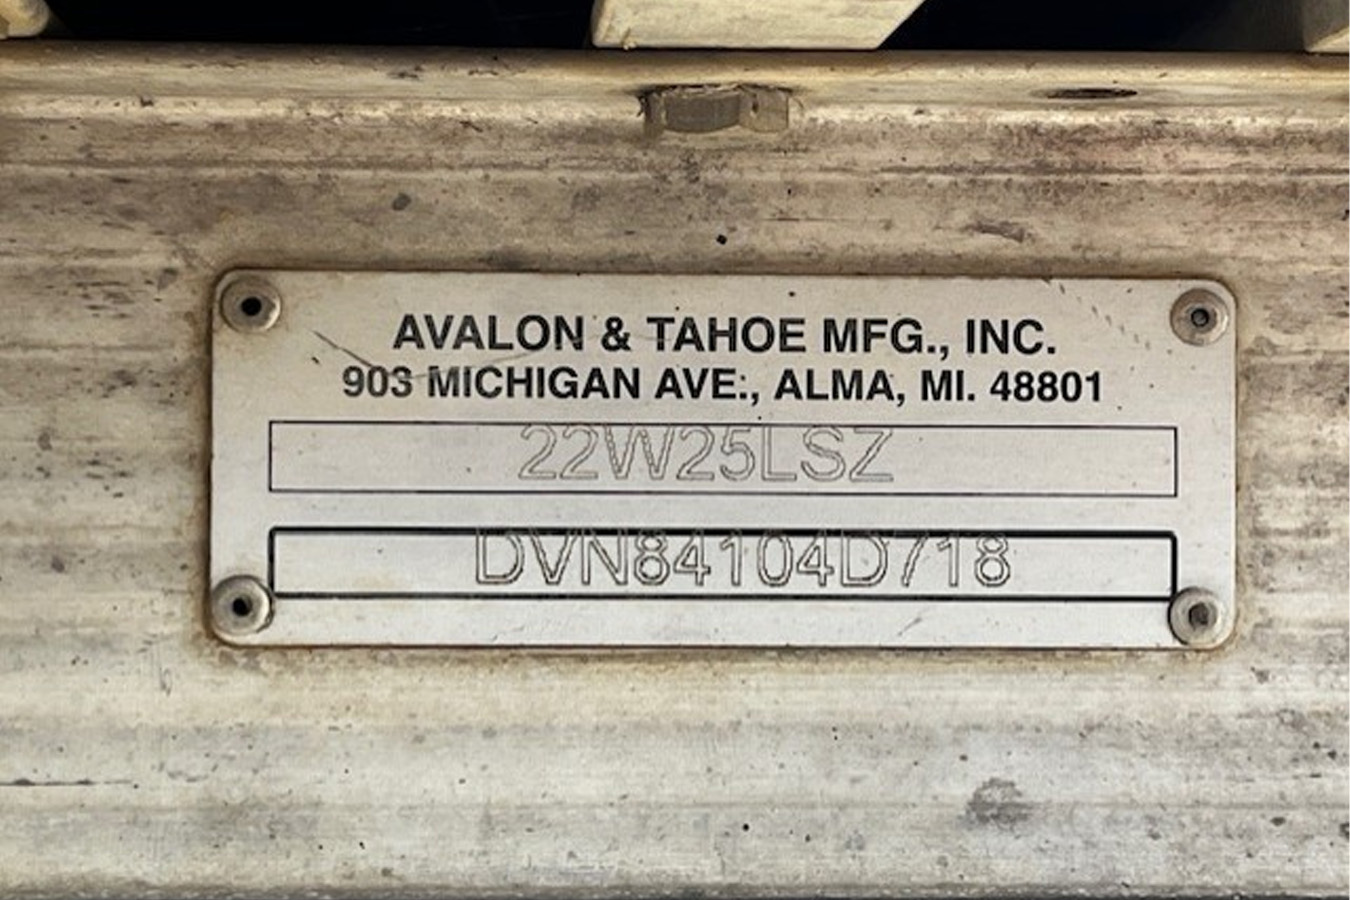 AVALON & TAHOE MFG., INC.
903 MICHIGAN AVE., ALMA, MI. 48801
22W25LSZ
DVN84104D718